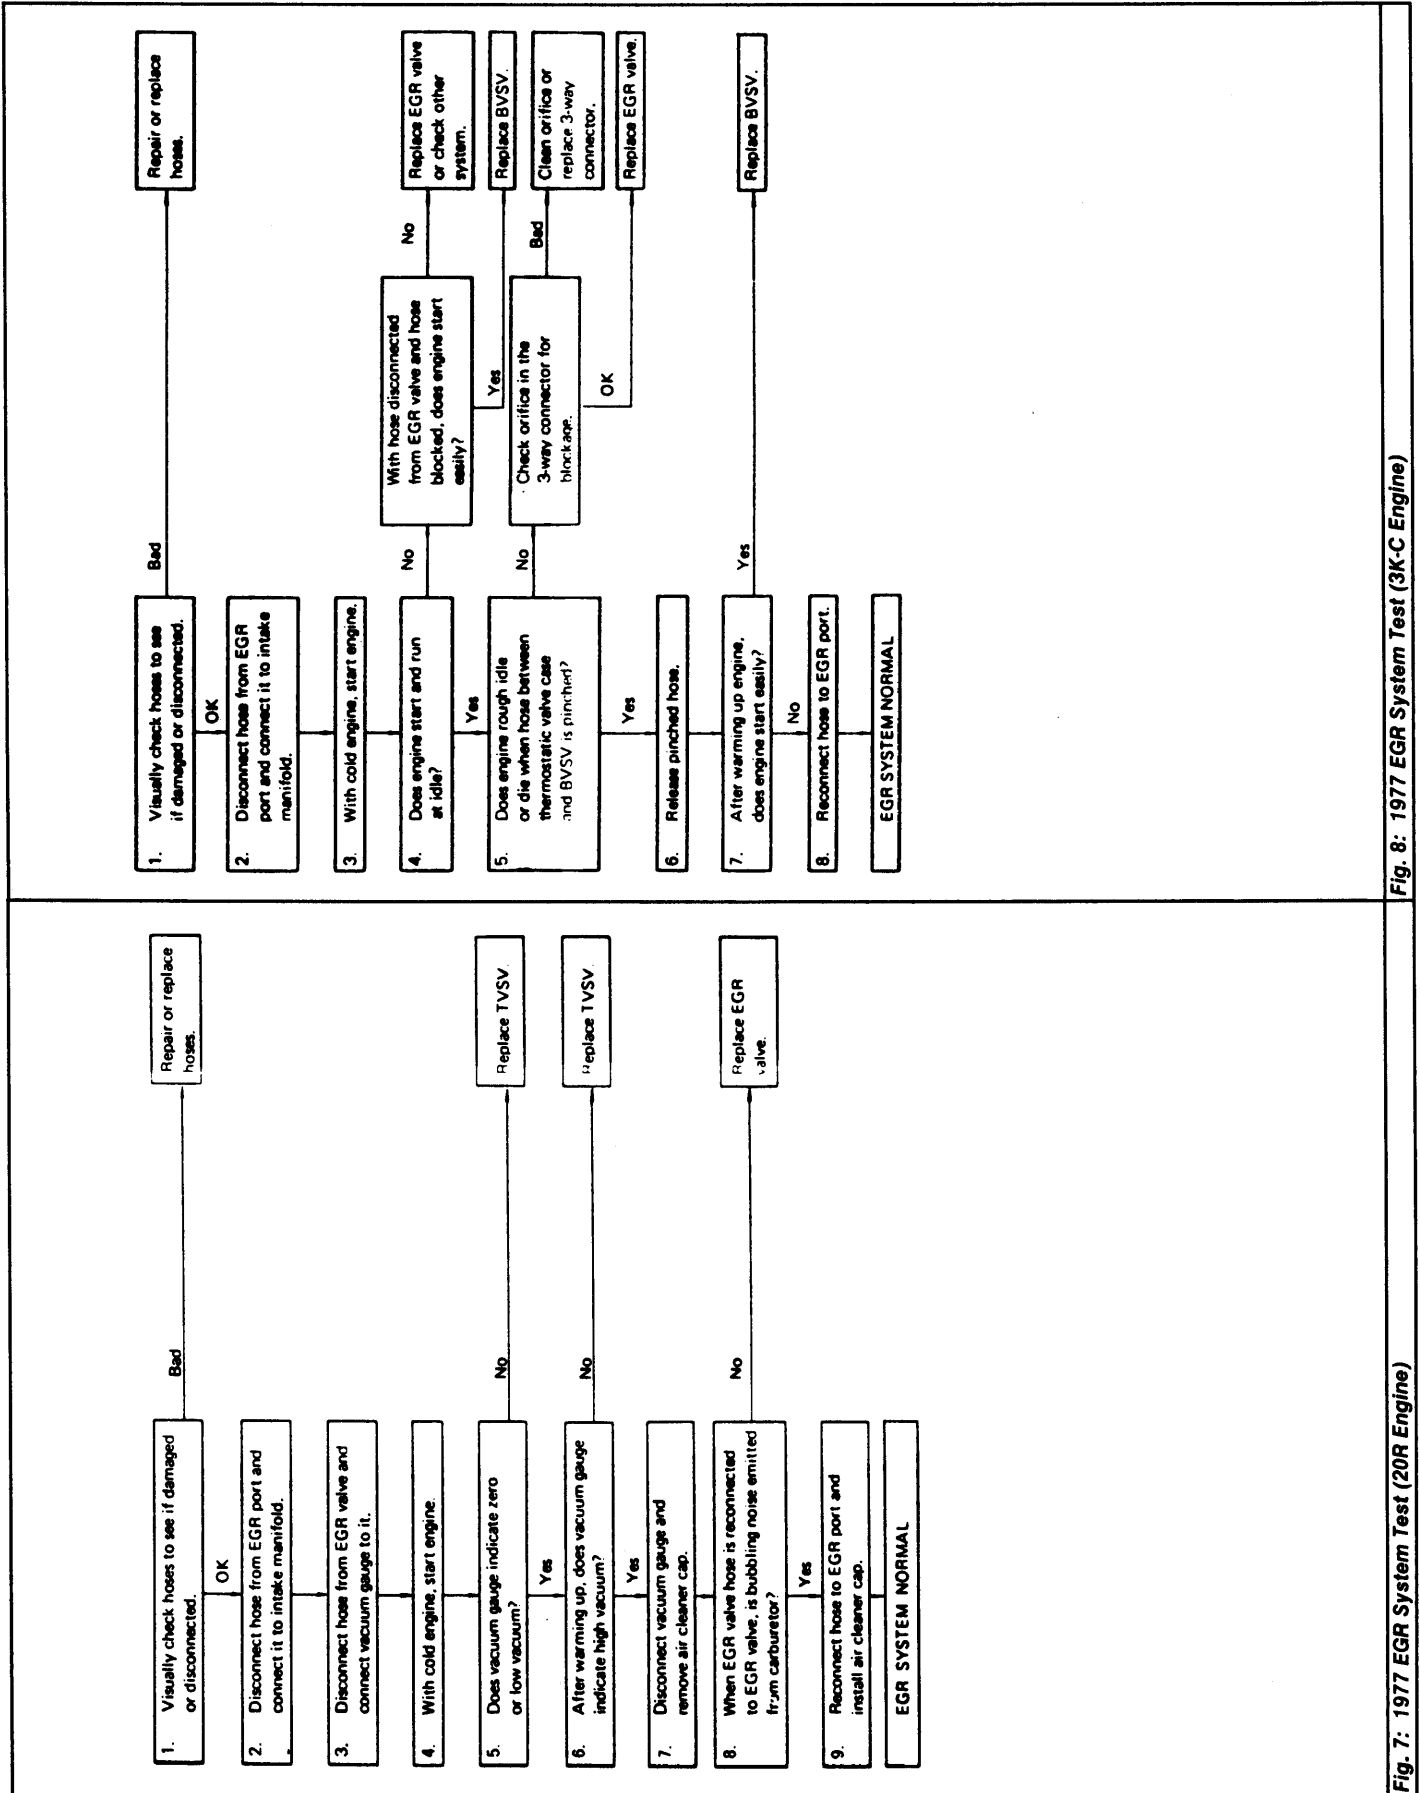 1. Visually check hoses to see if damaged
or disconnected.
Bad
Repair or replace
hoses.
OK
2. Disconnect hose from EGR port and
connect it to intake manifold.
3. Disconnect hose from EGR valve and
connect vacuum gauge to it.
4. With cold engine, start engine.
5. Does vacuum gauge indicate zero
or low vacuum?
No
Replace TVSV
Yes
6. After warming up, does vacuum gauge
indicate high vacuum?
No
Replace TVSV
Yes
7. Disconnect vacuum gauge and
remove air cleaner cap.
8. When EGR valve hose is reconnected
to EGR valve, is bubbling noise emitted
from carburetor?
No
Replace EGR
valve.
Yes
9. Reconnect hose to EGR port and
install air cleaner cap.
EGR SYSTEM NORMAL
Fig. 7: 1977 EGR System Test (20R Engine)
1. Visually check hoses to see
if damaged or disconnected.
Bad
Repair or replace
hoses.
OK
2. Disconnect hose from EGR
port and connect it to intake
manifold.
3. With cold engine, start engine.
4. Does engine start and run
at idle?
No
With hose disconnected
from EGR valve and hose
blocked, does engine start
easily?
No
Replace EGR valve
or check other
system.
Yes
Replace BVSV.
Yes
5. Does engine rough idle
or die when hose between
thermostatic valve case
and BVSV is pinched?
No
Check orifice in the
3-way connector for
blockage.
Bad
Clean orifice or
replace 3-way
connector.
OK
Replace EGR valve.
Yes
6. Release pinched hose.
7. After warming up engine,
does engine start easily?
Yes
Replace BVSV.
No
8. Reconnect hose to EGR port.
EGR SYSTEM NORMAL
Fig. 8: 1977 EGR System Test (3K-C Engine)